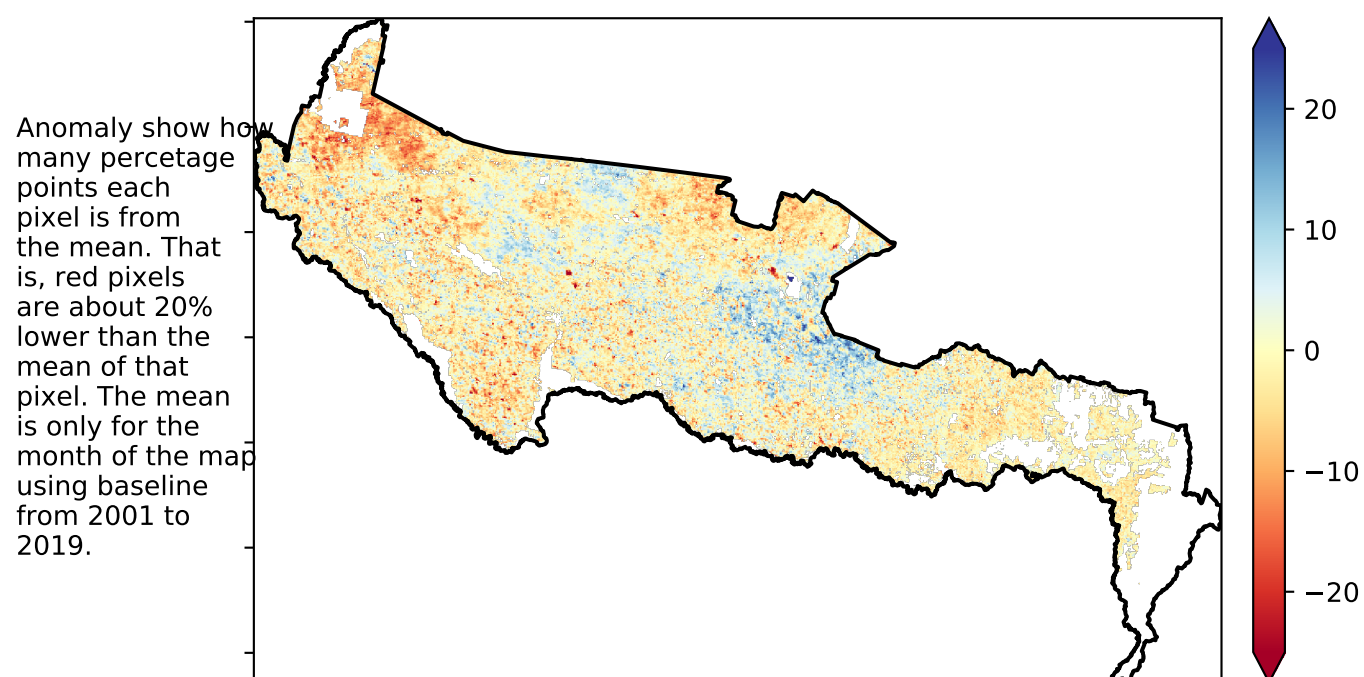 Anomaly show how
many percetage
points each
pixel is from
the mean. That
is, red pixels
are about 20%
lower than the
mean of that
pixel. The mean
is only for the
month of the map
using baseline
from 2001 to
2019.
20
10
0
−10
−20